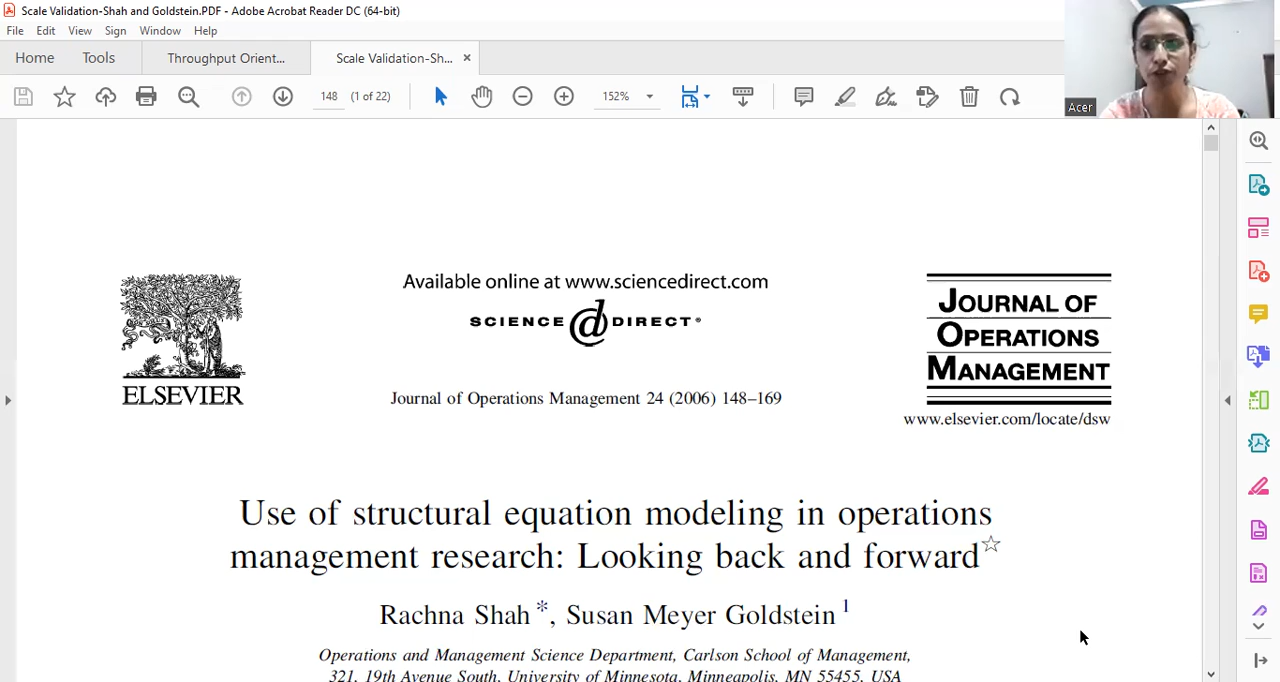 Scale Validation-Shah and Goldstein.PDF - Adobe Acrobat Reader DC (64-bit)
File Edit View Sign Window Help
Home Tools Throughput Orient... Scale Validation-Sh... ×
148 (1 of 22) 152%
Acer
ELSEVIER
Available online at www.sciencedirect.com
SCIENCE @ DIRECT®
Journal of Operations Management 24 (2006) 148–169
JOURNAL OF
OPERATIONS
MANAGEMENT
www.elsevier.com/locate/dsw
Use of structural equation modeling in operations
management research: Looking back and forward☆
Rachna Shah *, Susan Meyer Goldstein 1
Operations and Management Science Department, Carlson School of Management,
321, 19th Avenue South, University of Minnesota, Minneapolis, MN 55455, USA